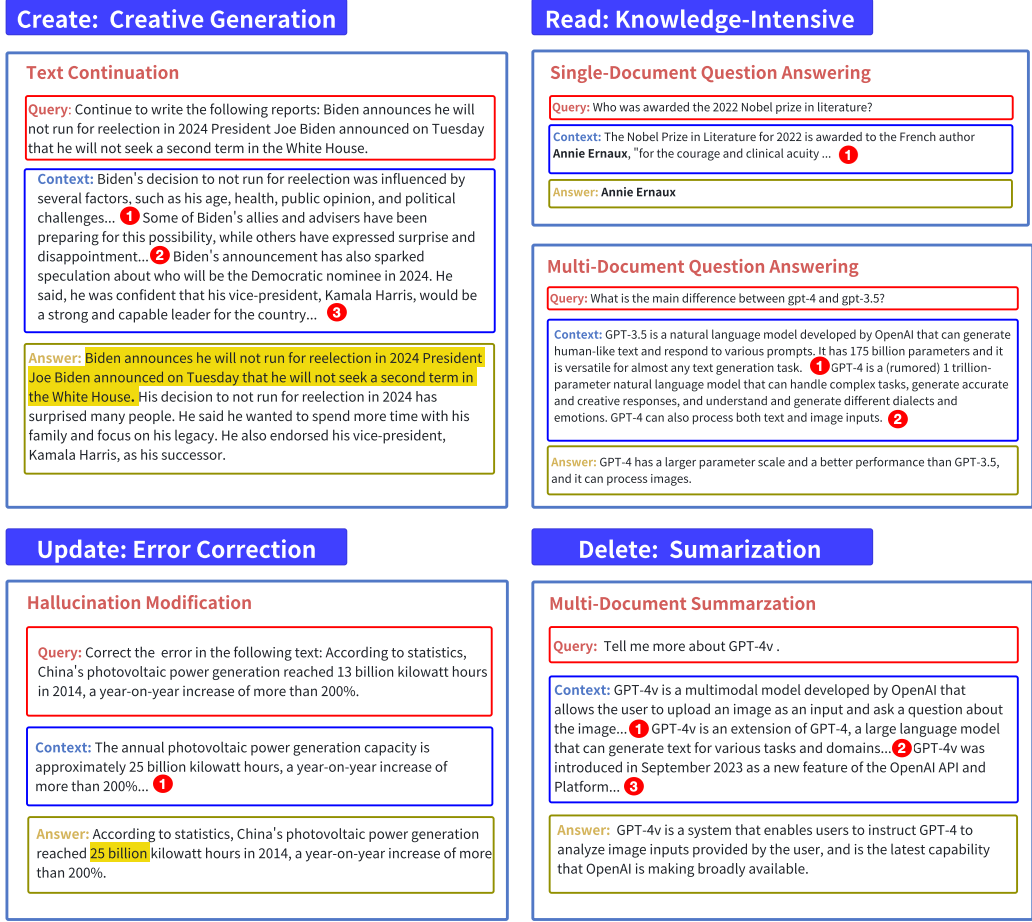 Create:  Creative Generation
Text Continuation
Query: Continue to write the following reports: Biden announces he will
not run for reelection in 2024 President Joe Biden announced on Tuesday
that he will not seek a second term in the White House.
Context: Biden's decision to not run for reelection was influenced by
several factors, such as his age, health, public opinion, and political
challenges... 1 Some of Biden's allies and advisers have been
preparing for this possibility, while others have expressed surprise and
disappointment... 2 Biden's announcement has also sparked
speculation about who will be the Democratic nominee in 2024. He
said, he was confident that his vice-president, Kamala Harris, would be
a strong and capable leader for the country... 3
Answer: Biden announces he will not run for reelection in 2024 President
Joe Biden announced on Tuesday that he will not seek a second term in
the White House. His decision to not run for reelection in 2024 has
surprised many people. He said he wanted to spend more time with his
family and focus on his legacy. He also endorsed his vice-president,
Kamala Harris, as his successor.
Read: Knowledge-Intensive
Single-Document Question Answering
Query: Who was awarded the 2022 Nobel prize in literature?
Context: The Nobel Prize in Literature for 2022 is awarded to the French author
Annie Ernaux, "for the courage and clinical acuity ... 1
Answer: Annie Ernaux
Multi-Document Question Answering
Query: What is the main difference between gpt-4 and gpt-3.5?
Context: GPT-3.5 is a natural language model developed by OpenAI that can generate
human-like text and respond to various prompts. It has 175 billion parameters and it
is versatile for almost any text generation task. 1 GPT-4 is a (rumored) 1 trillion-
parameter natural language model that can handle complex tasks, generate accurate
and creative responses, and understand and generate different dialects and
emotions. GPT-4 can also process both text and image inputs. 2
Answer: GPT-4 has a larger parameter scale and a better performance than GPT-3.5,
and it can process images.
Update: Error Correction
Hallucination Modification
Query: Correct the  error in the following text: According to statistics,
China's photovoltaic power generation reached 13 billion kilowatt hours
in 2014, a year-on-year increase of more than 200%.
Context: The annual photovoltaic power generation capacity is
approximately 25 billion kilowatt hours, a year-on-year increase of
more than 200%... 1
Answer: According to statistics, China's photovoltaic power generation
reached 25 billion kilowatt hours in 2014, a year-on-year increase of more
than 200%.
Delete:  Sumarization
Multi-Document Summarzation
Query:  Tell me more about GPT-4v .
Context: GPT-4v is a multimodal model developed by OpenAI that
allows the user to upload an image as an input and ask a question about
the image... 1 GPT-4v is an extension of GPT-4, a large language model
that can generate text for various tasks and domains... 2 GPT-4v was
introduced in September 2023 as a new feature of the OpenAI API and
Platform... 3
Answer:  GPT-4v is a system that enables users to instruct GPT-4 to
analyze image inputs provided by the user, and is the latest capability
that OpenAI is making broadly available.